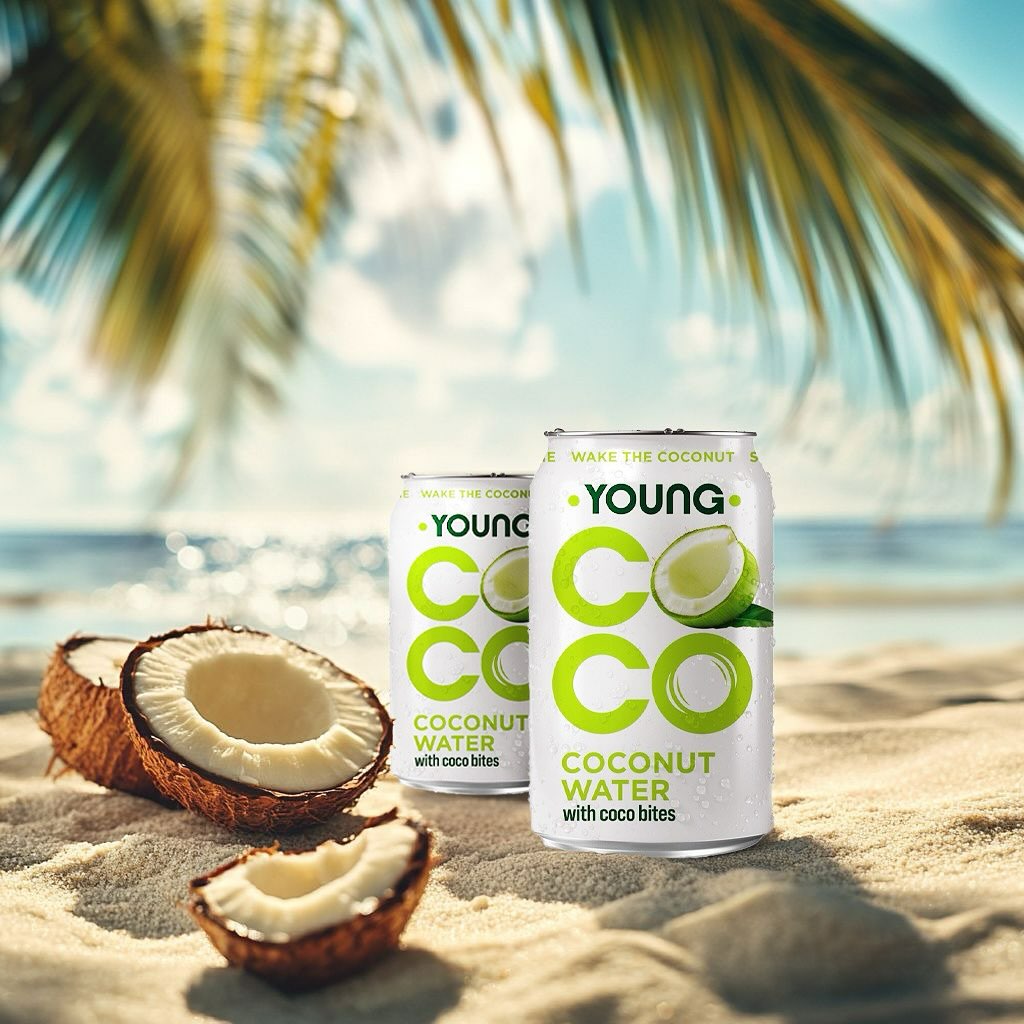 E WAKE THE COCONU
• YOUNG
CO
CO
COCONUT
WATER
with coco bites
E WAKE THE COCONUT S
• YOUNG •
CO
CO
COCONUT
WATER
with coco bites